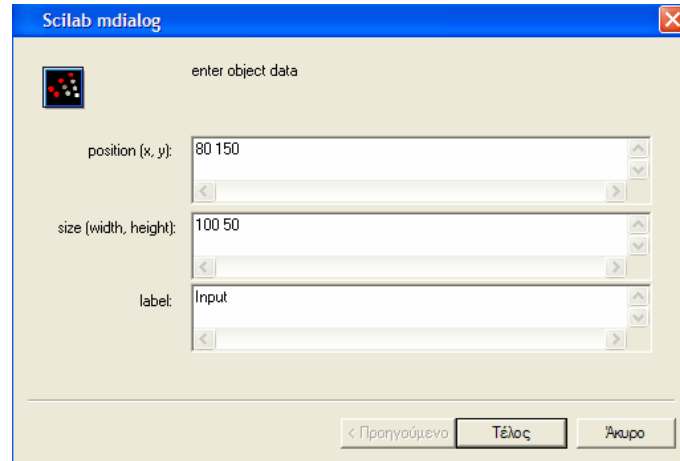 Scilab mdialog
enter object data
position (x, y):
80 150
size (width, height):
100 50
label:
Input
< Προηγούμενο
Τέλος
Άκυρο